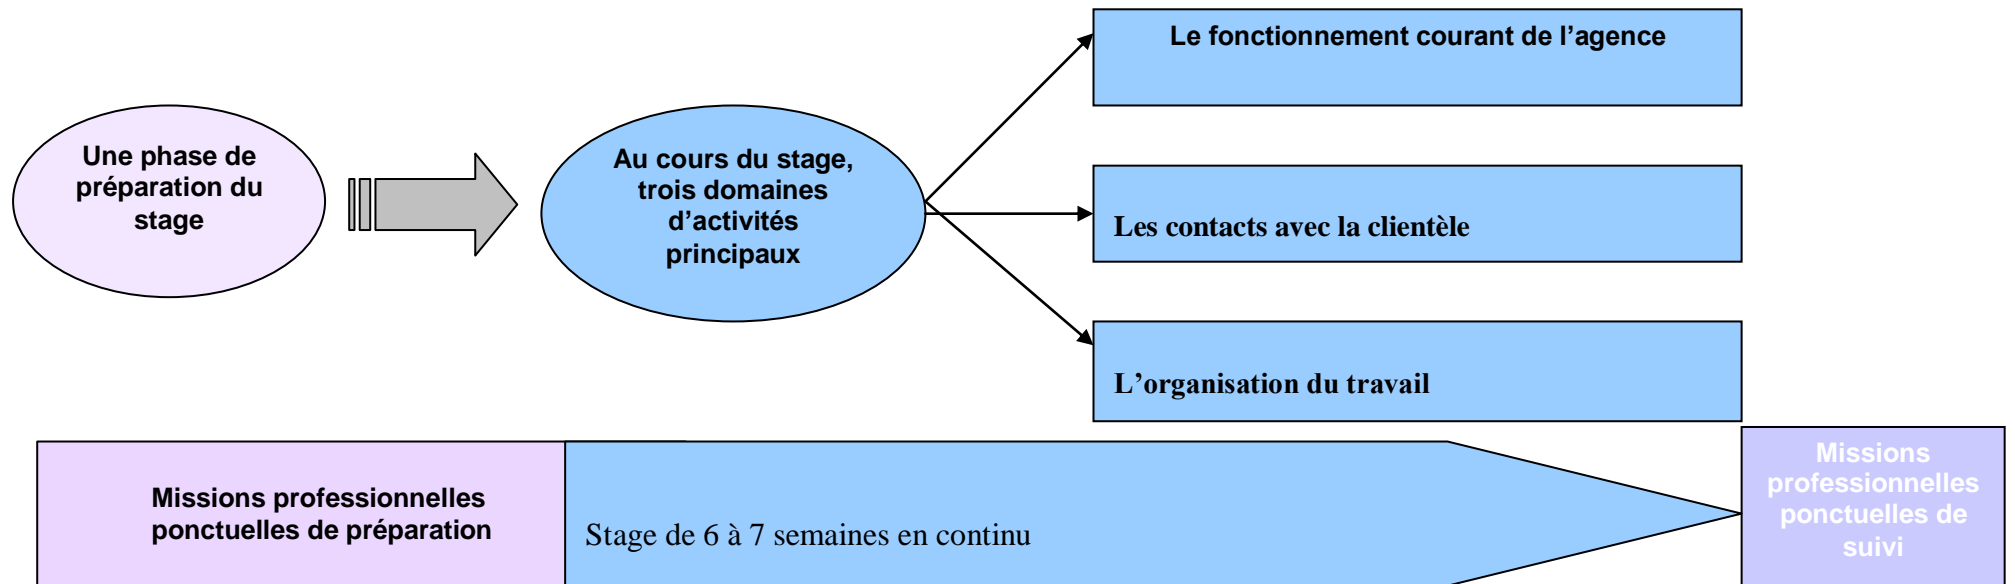 Le fonctionnement courant de l’agence
Une phase de
préparation du
stage
Au cours du stage,
trois domaines
d’activités
principaux
Les contacts avec la clientèle
L’organisation du travail
Missions professionnelles
ponctuelles de préparation
Stage de 6 à 7 semaines en continu
Missions
professionnelles
ponctuelles de
suivi